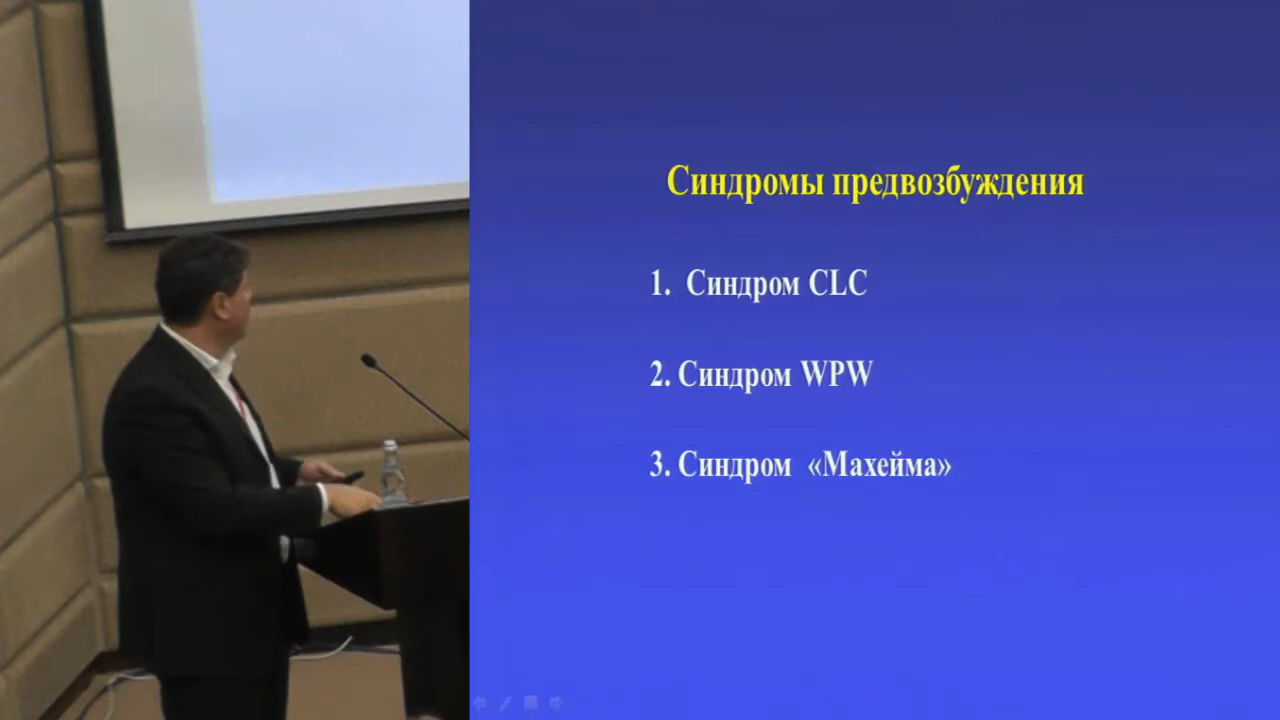 Синдромы предвозбуждения
1. Синдром CLC
2. Синдром WPW
3. Синдром «Махейма»